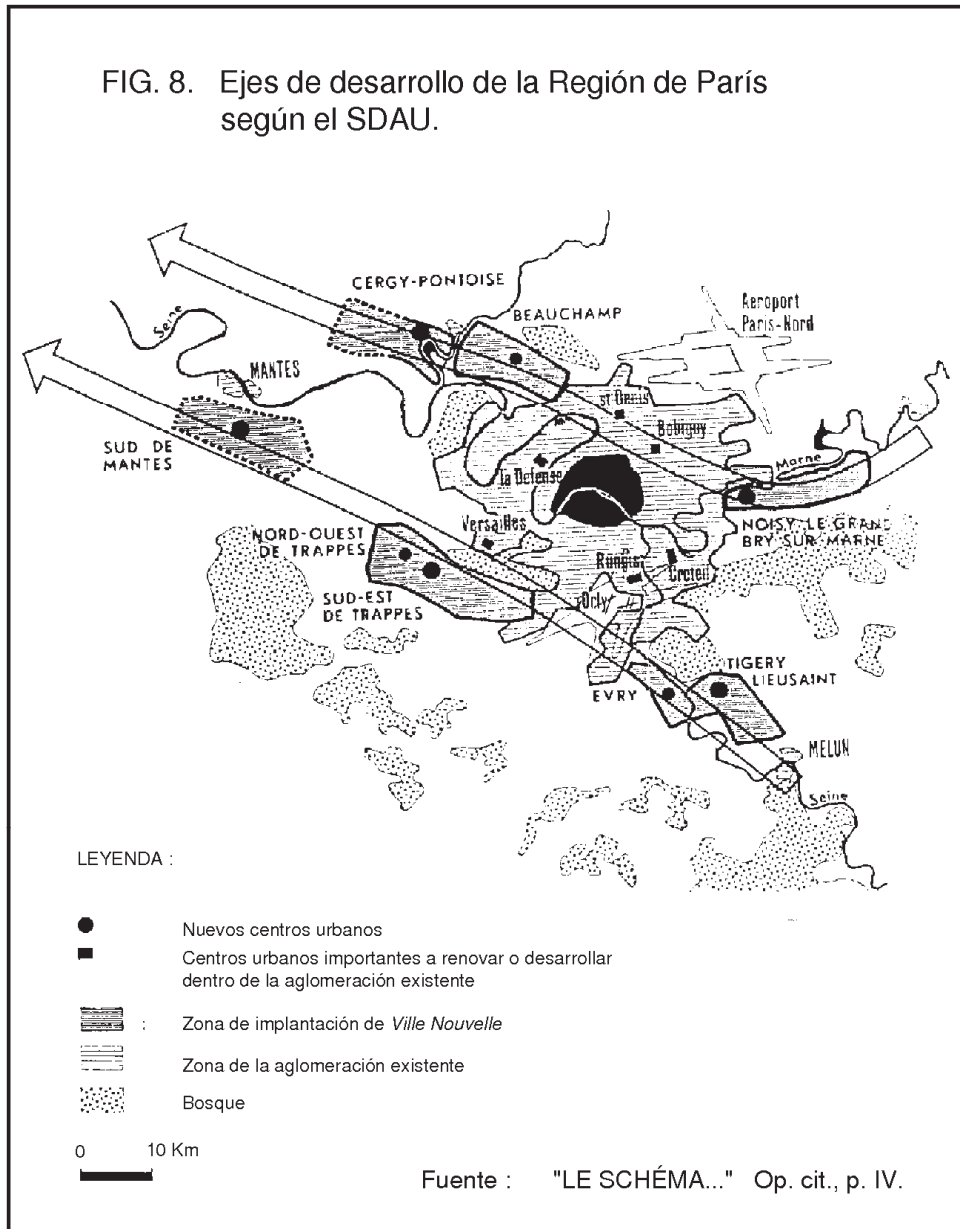 FIG. 8. Ejes de desarrollo de la Región de París
según el SDAU.
CERGY-PONTOISE
BEAUCHAMP
Aeroport
Paris-Nord
Seine
MANTES
St Denis
Bobigny
SUD DE
MANTES
la Defense
Marne
NORD-OUEST
DE TRAPPES
Versailles
NOISY-LE GRAND
BRY SUR MARNE
Rungis
Creteil
SUD-EST
DE TRAPPES
Orly
TIGERY
LIEUSAINT
EVRY
MELUN
Seine
LEYENDA :
Nuevos centros urbanos
Centros urbanos importantes a renovar o desarrollar
dentro de la aglomeración existente
: Zona de implantación de Ville Nouvelle
Zona de la aglomeración existente
Bosque
0 10 Km
Fuente : "LE SCHÉMA..." Op. cit., p. IV.